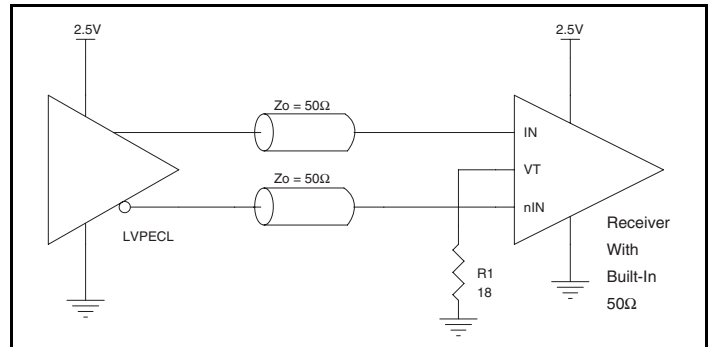 2.5V
2.5V
Zo = 50Ω
IN
VT
Zo = 50Ω
nIN
LVPECL
R1
18
Receiver
With
Built-In
50Ω